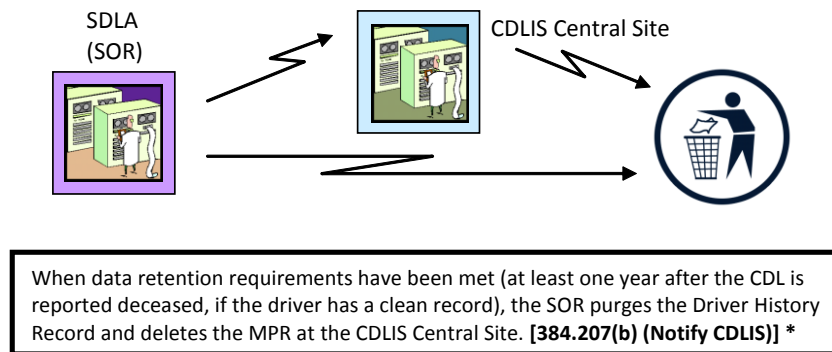 SDLA
(SOR)
CDLIS Central Site
When data retention requirements have been met (at least one year after the CDL is
reported deceased, if the driver has a clean record), the SOR purges the Driver History
Record and deletes the MPR at the CDLIS Central Site. [384.207(b) (Notify CDLIS)] *